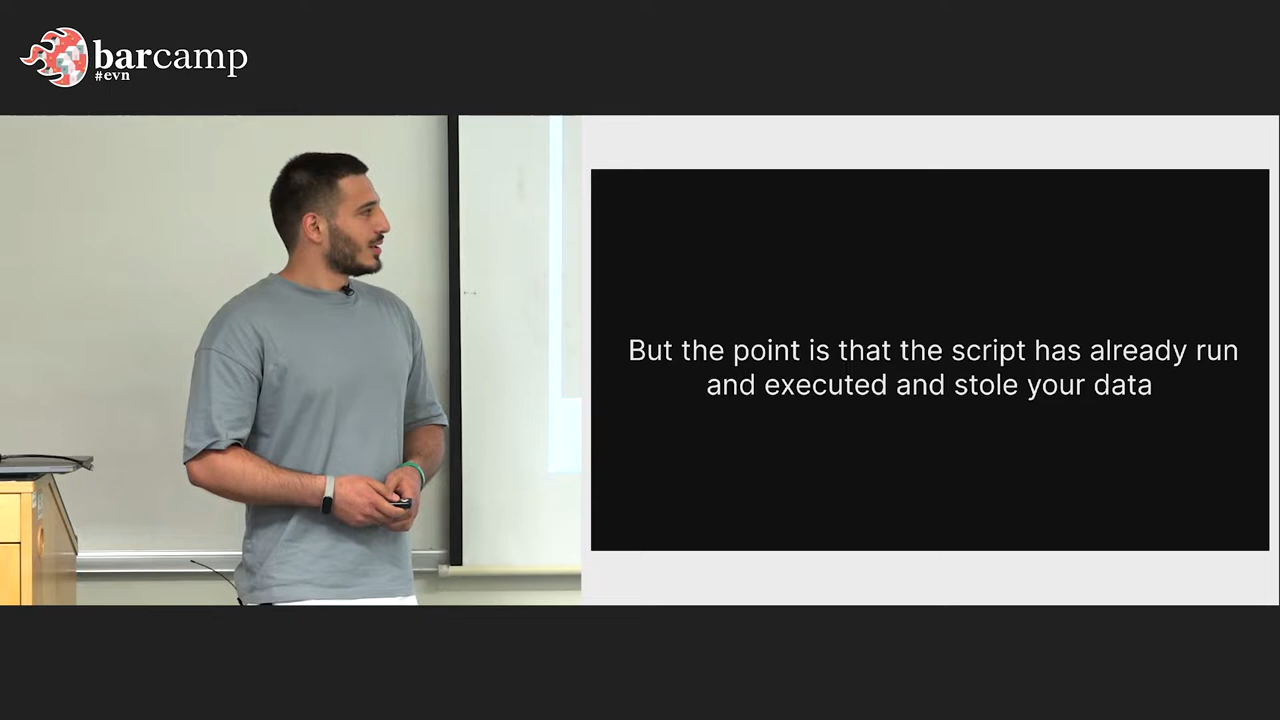 barcamp
#evn
But the point is that the script has already run
and executed and stole your data